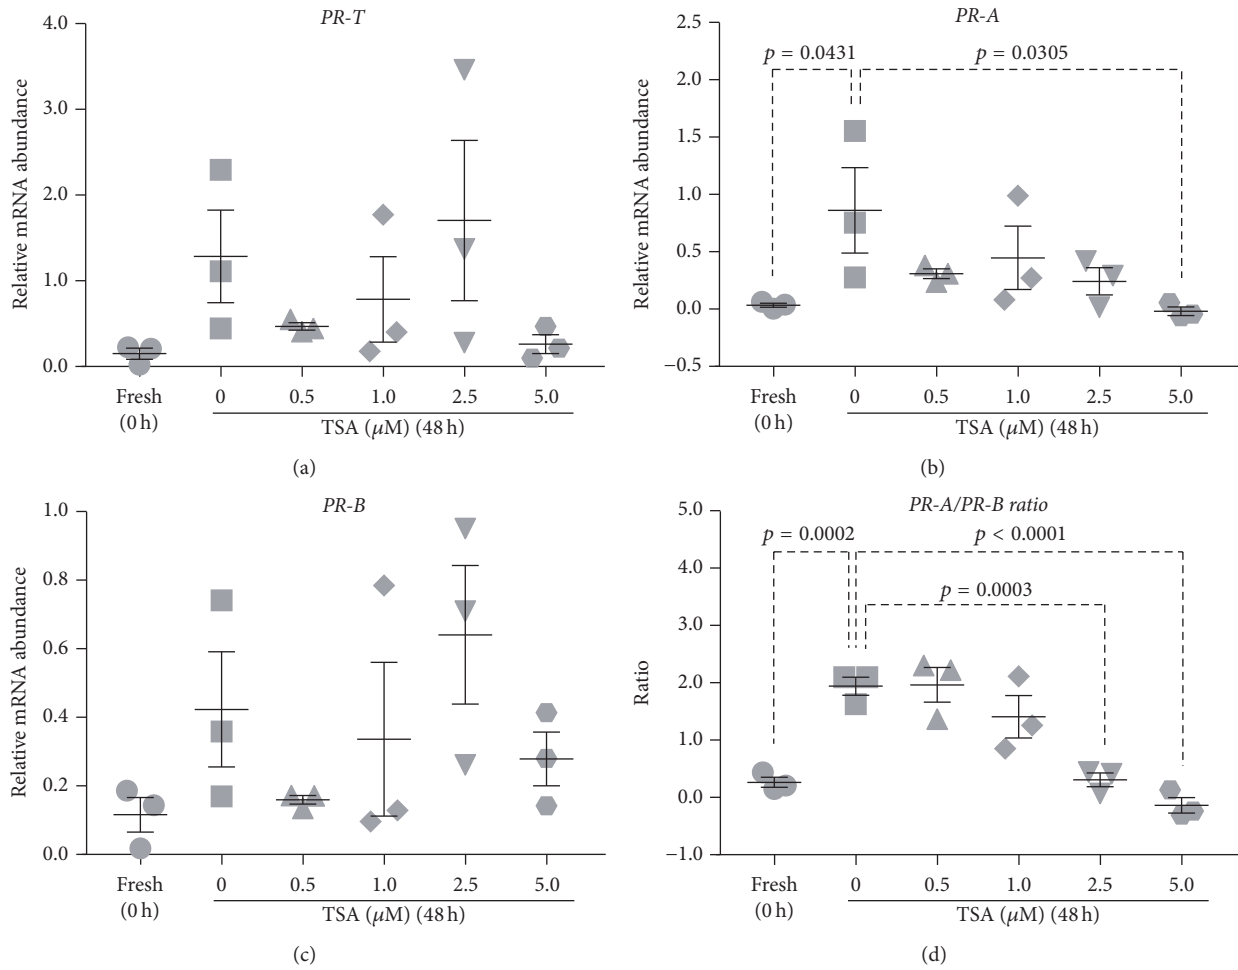 PR-T
Relative mRNA abundance
4.0
3.0
2.0
1.0
0.0
Fresh
(0 h)
0
0.5
1.0
2.5
5.0
TSA (μM) (48 h)
(a)
PR-A
Relative mRNA abundance
2.5
2.0
1.5
1.0
0.5
0.0
−0.5
p = 0.0431
p = 0.0305
Fresh
(0 h)
0
0.5
1.0
2.5
5.0
TSA (μM) (48 h)
(b)
PR-B
Relative mRNA abundance
1.0
0.8
0.6
0.4
0.2
0.0
Fresh
(0 h)
0
0.5
1.0
2.5
5.0
TSA (μM) (48 h)
(c)
PR-A/PR-B ratio
Ratio
5.0
4.0
3.0
2.0
1.0
0.0
−1.0
p = 0.0002
p < 0.0001
p = 0.0003
Fresh
(0 h)
0
0.5
1.0
2.5
5.0
TSA (μM) (48 h)
(d)